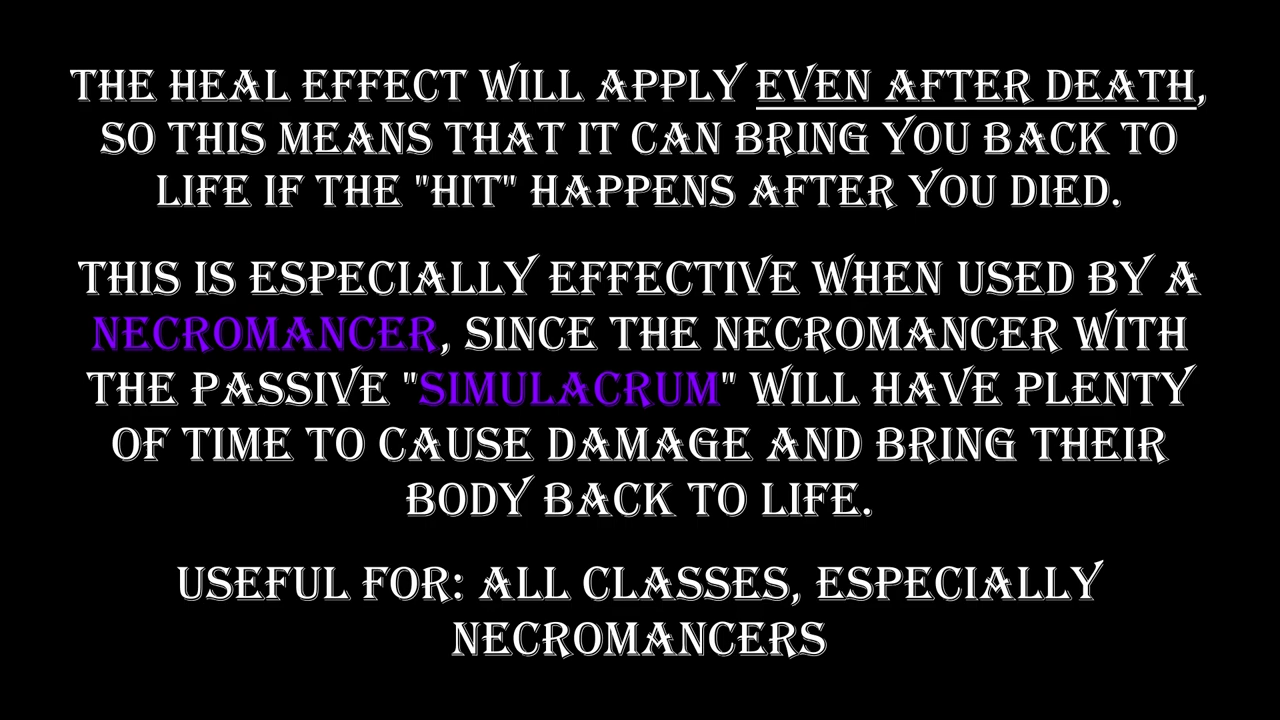 THE HEAL EFFECT WILL APPLY EVEN AFTER DEATH,
SO THIS MEANS THAT IT CAN BRING YOU BACK TO
LIFE IF THE "HIT" HAPPENS AFTER YOU DIED.
THIS IS ESPECIALLY EFFECTIVE WHEN USED BY A
NECROMANCER, SINCE THE NECROMANCER WITH
THE PASSIVE "SIMULACRUM" WILL HAVE PLENTY
OF TIME TO CAUSE DAMAGE AND BRING THEIR
BODY BACK TO LIFE.
USEFUL FOR: ALL CLASSES, ESPECIALLY
NECROMANCERS